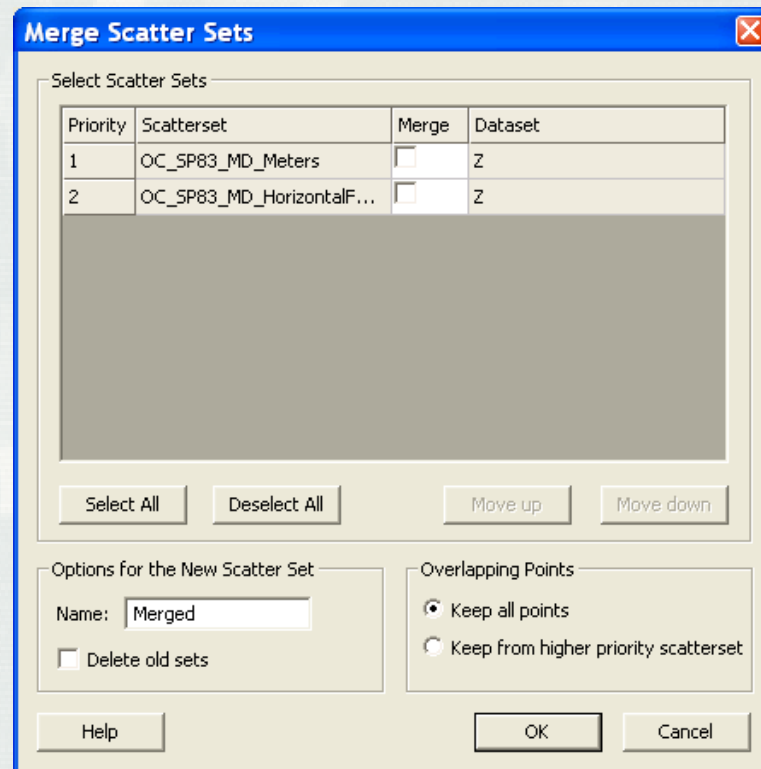 Merge Scatter Sets
Select Scatter Sets
Priority Scatterset Merge Dataset
1 OC_SP83_MD_Meters Z
2 OC_SP83_MD_HorizontalF... Z
Select All Deselect All Move up Move down
Options for the New Scatter Set
Name: Merged
Delete old sets
Overlapping Points
Keep all points
Keep from higher priority scatterset
Help OK Cancel